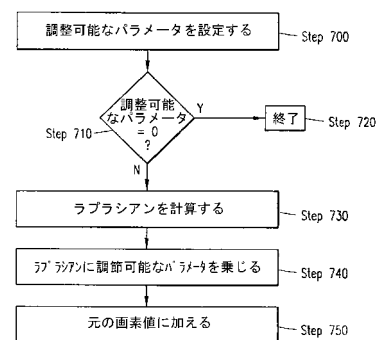 調整可能なパラメータを設定する
Step 700
調整可能
なパラメータ
= 0
?
Step 710
Y
終了
Step 720
N
ラプラシアンを計算する
Step 730
ラプラシアンに調節可能なパラメータを乗じる
Step 740
元の画素値に加える
Step 750